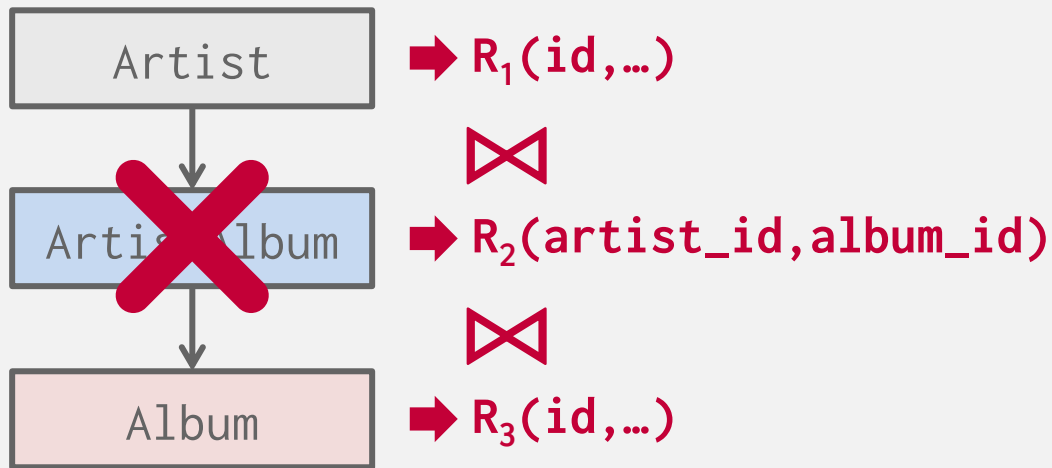 Artist R₁(id,…)
⋈
ArtistAlbum R₂(artist_id,album_id)
⋈
Album R₃(id,…)